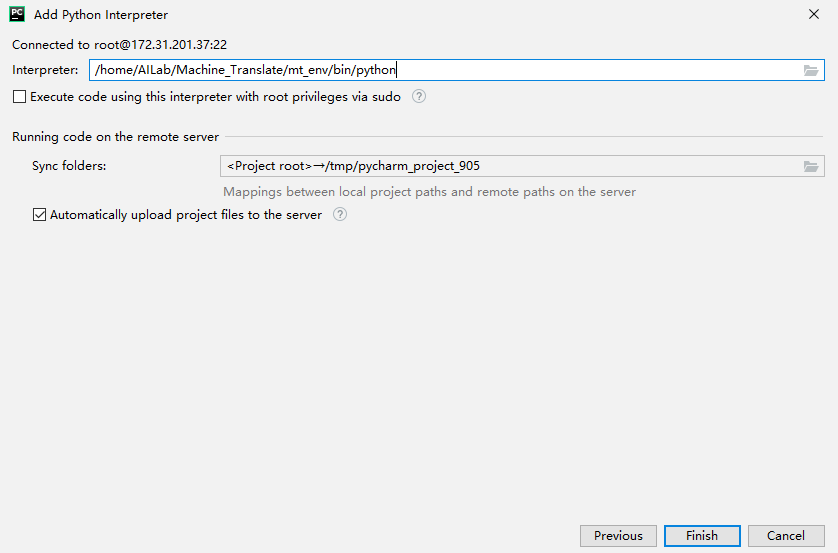 PC Add Python Interpreter
Connected to root@172.31.201.37:22
Interpreter: /home/AILab/Machine_Translate/mt_env/bin/python
Execute code using this interpreter with root privileges via sudo ?
Running code on the remote server
Sync folders: <Project root>→/tmp/pycharm_project_905
Mappings between local project paths and remote paths on the server
Automatically upload project files to the server ?
Previous Finish Cancel